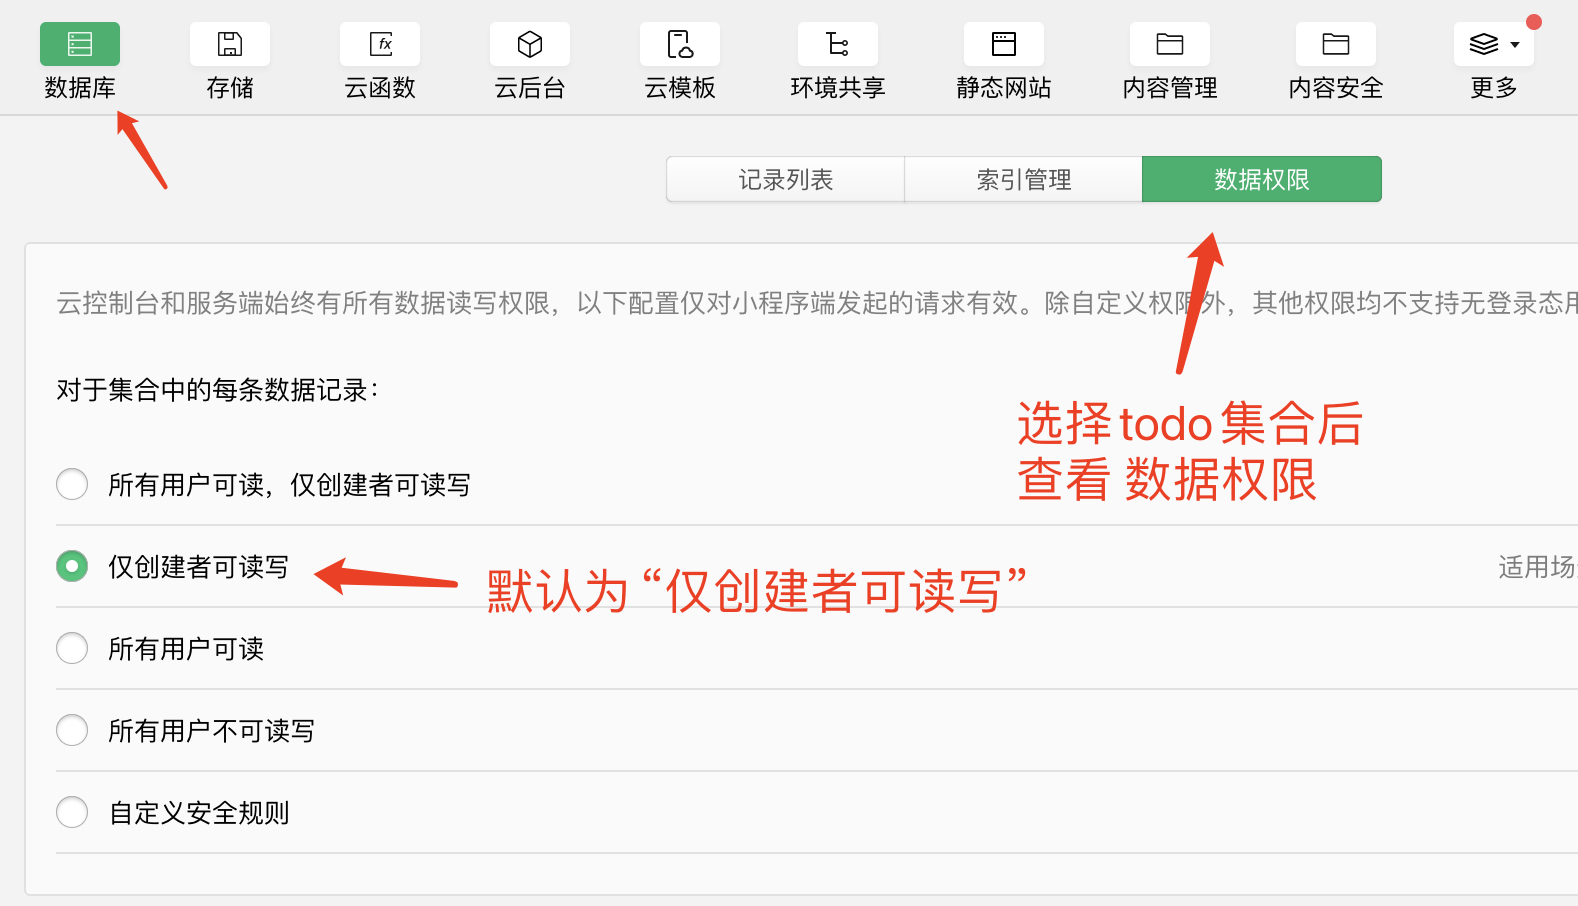 数据库
存储
fx
云函数
云后台
云模板
环境共享
静态网站
内容管理
内容安全
更多
记录列表
索引管理
数据权限
云控制台和服务端始终有所有数据读写权限，以下配置仅对小程序端发起的请求有效。除自定义权限外，其他权限均不支持无登录态用
对于集合中的每条数据记录：
选择 todo 集合后
查看 数据权限
所有用户可读，仅创建者可读写
仅创建者可读写
默认为 “仅创建者可读写”
适用场
所有用户可读
所有用户不可读写
自定义安全规则